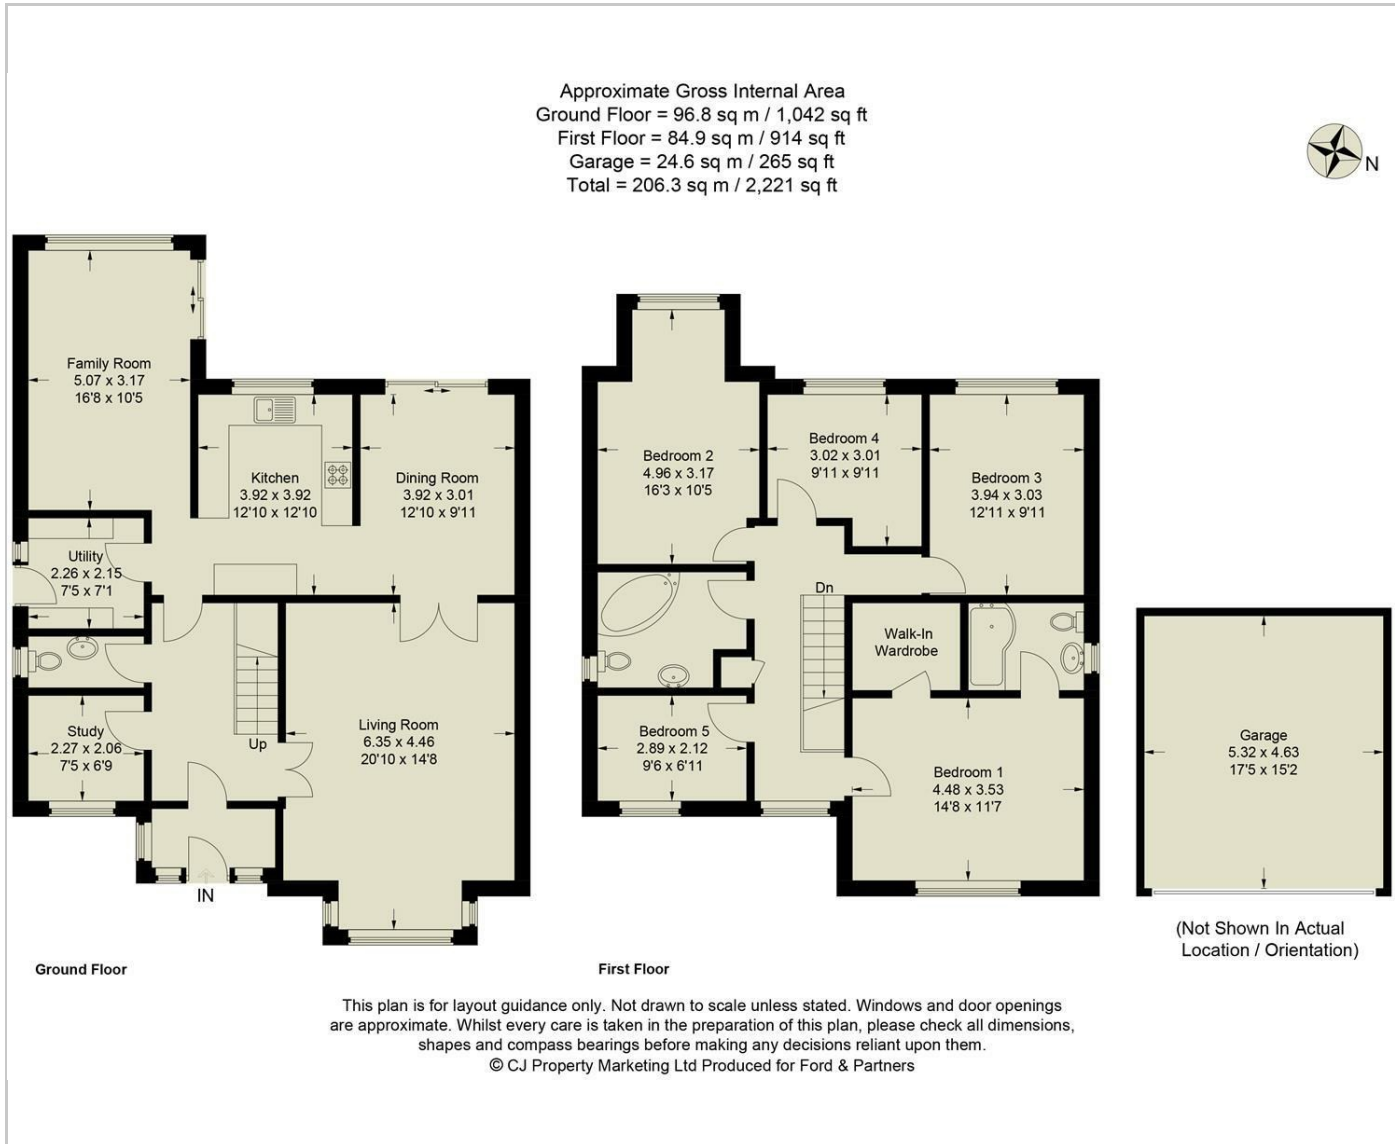 Approximate Gross Internal Area
Ground Floor = 96.8 sq m / 1,042 sq ft
First Floor = 84.9 sq m / 914 sq ft
Garage = 24.6 sq m / 265 sq ft
Total = 206.3 sq m / 2,221 sq ft
N
Family Room
5.07 x 3.17
16'8 x 10'5
Kitchen
3.92 x 3.92
12'10 x 12'10
Dining Room
3.92 x 3.01
12'10 x 9'11
Utility
2.26 x 2.15
7'5 x 7'1
Study
2.27 x 2.06
7'5 x 6'9
Up
Living Room
6.35 x 4.46
20'10 x 14'8
IN
Ground Floor
Bedroom 2
4.96 x 3.17
16'3 x 10'5
Bedroom 4
3.02 x 3.01
9'11 x 9'11
Bedroom 3
3.94 x 3.03
12'11 x 9'11
Dn
Walk-In
Wardrobe
Bedroom 5
2.89 x 2.12
9'6 x 6'11
Bedroom 1
4.48 x 3.53
14'8 x 11'7
First Floor
Garage
5.32 x 4.63
17'5 x 15'2
(Not Shown In Actual
Location / Orientation)
This plan is for layout guidance only. Not drawn to scale unless stated. Windows and door openings
are approximate. Whilst every care is taken in the preparation of this plan, please check all dimensions,
shapes and compass bearings before making any decisions reliant upon them.
© CJ Property Marketing Ltd Produced for Ford & Partners